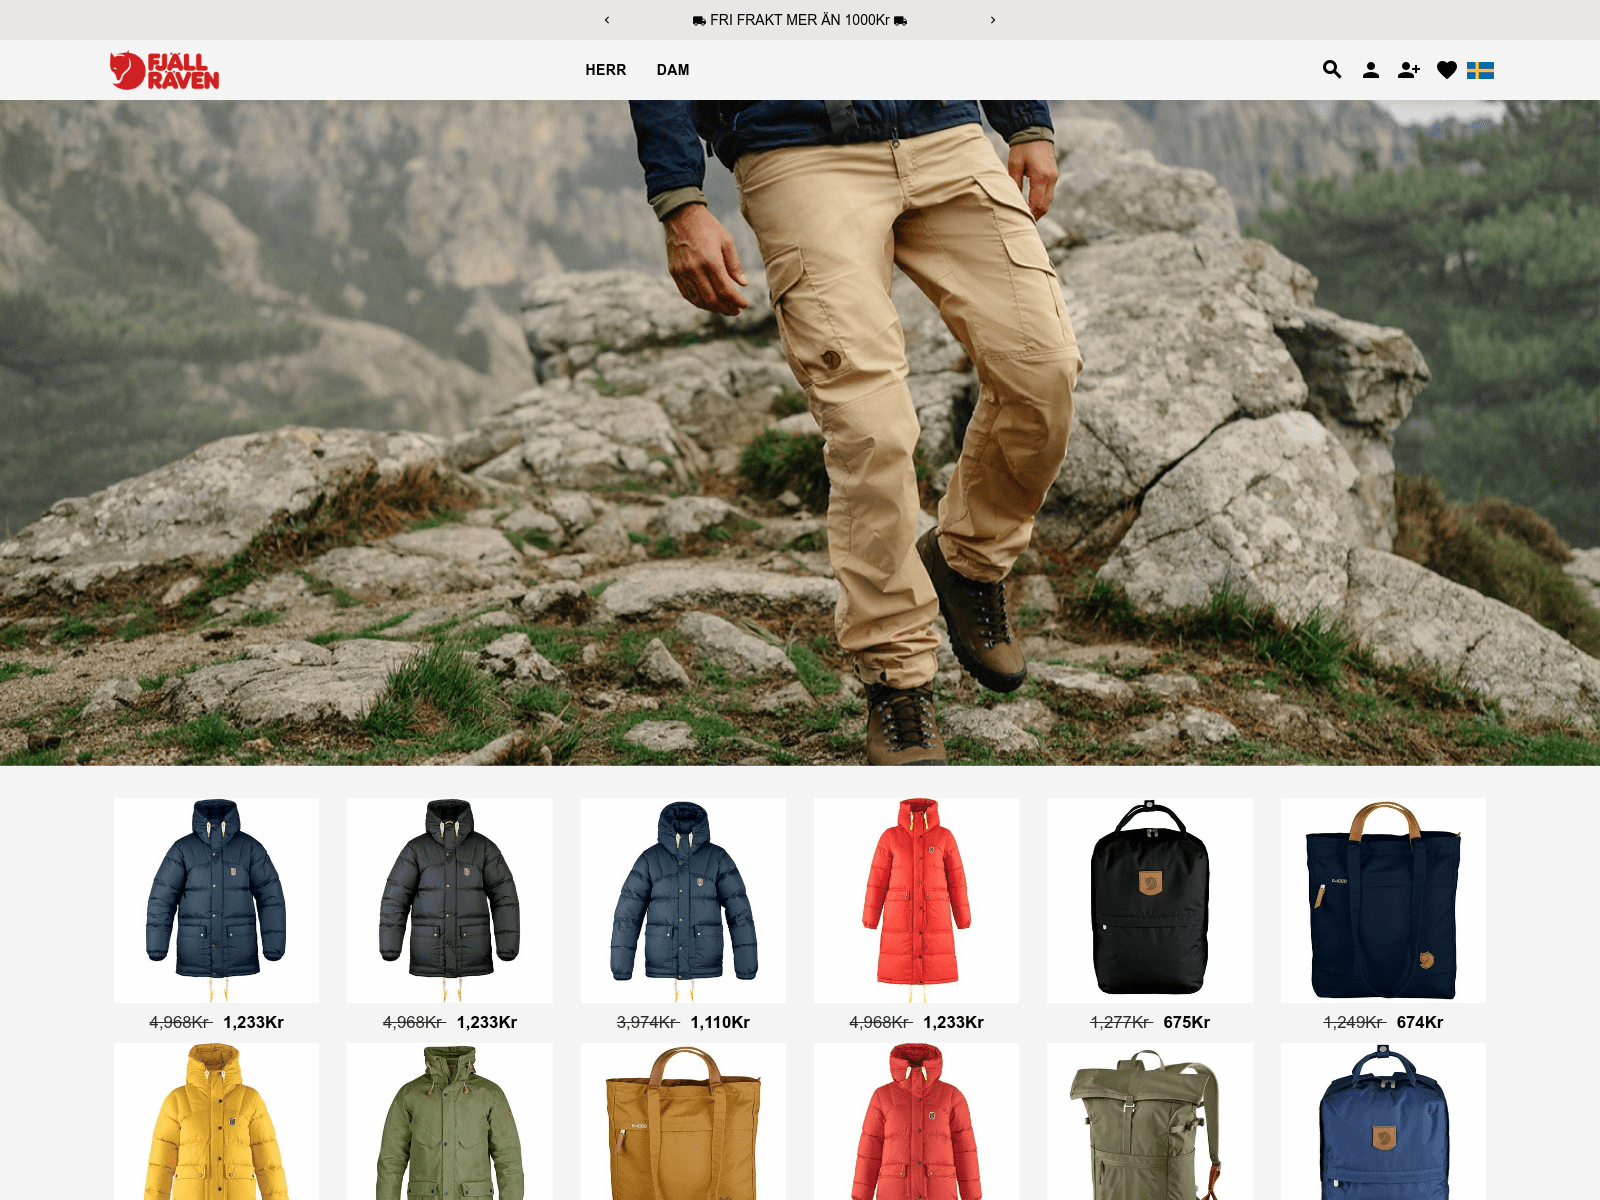 FRI FRAKT MER ÄN 1000Kr
FJÄLL
RÄVEN
HERR DAM
4,968Kr 1,233Kr
4,968Kr 1,233Kr
3,974Kr 1,110Kr
4,968Kr 1,233Kr
1,277Kr 675Kr
1,249Kr 674Kr